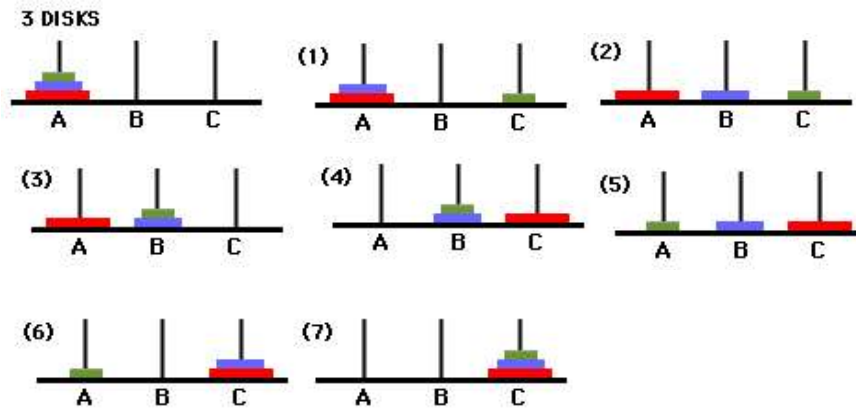 3 DISKS
A B C
(1)
A B C
(2)
A B C
(3)
A B C
(4)
A B C
(5)
A B C
(6)
A B C
(7)
A B C